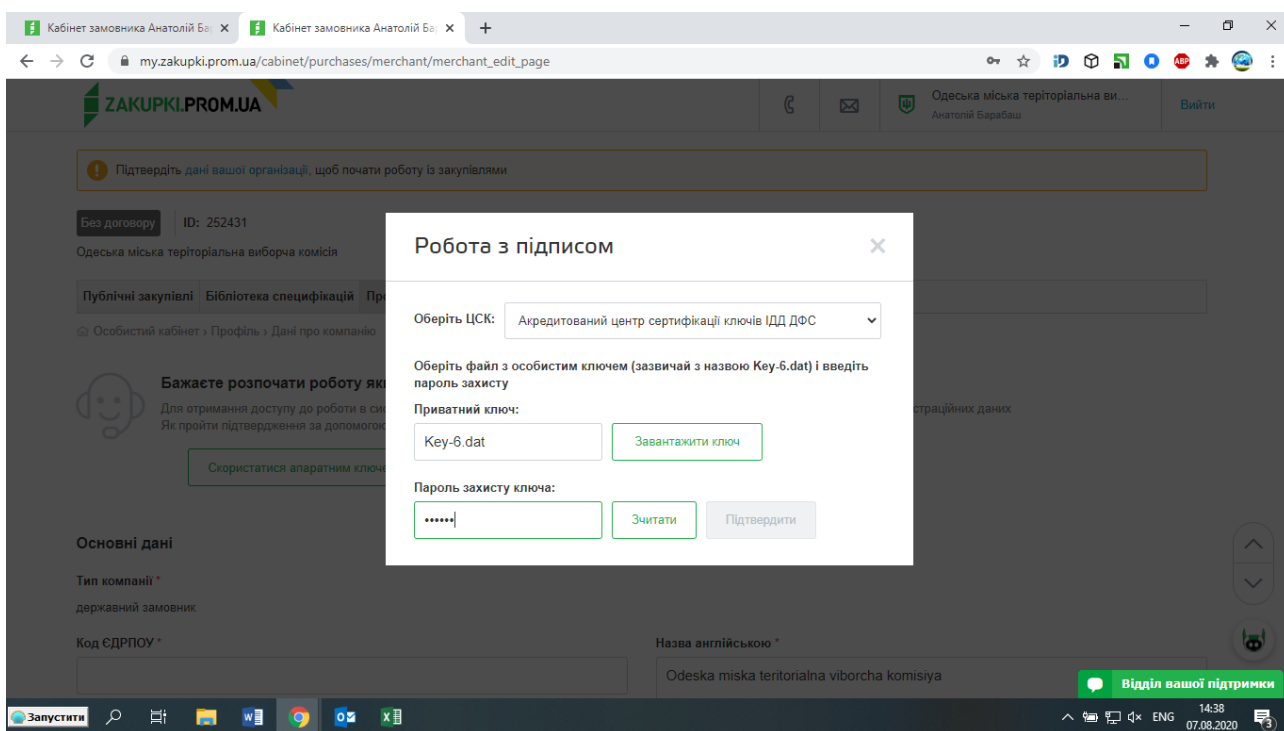 Кабінет замовника Анатолій Ба
Кабінет замовника Анатолій Ба
my.zakupki.prom.ua/cabinet/purchases/merchant/merchant_edit_page
ABP
ZAKUPKI.PROM.UA
Одеська міська теріторіальна ви...
Анатолій Барабаш
Вийти
Підтвердіть дані вашої організації, щоб почати роботу із закупівлями
Без договору
ID: 252431
Одеська міська теріторіальна виборча комісія
Публічні закупівлі Бібліотека специфікацій
Особистий кабінет › Профіль › Дані про компанію
Бажаєте розпочати роботу
Для отримання доступу до роботи в
страційних даних
Як пройти підтвердження за
Скористатися апаратним
Робота з підписом
Оберіть ЦСК:
Акредитований центр сертифікації ключів ІДД ДФС
Оберіть файл з особистим ключем (зазвичай з назвою Key-6.dat) і введіть
пароль захисту
Приватний ключ:
Key-6.dat
Завантажити ключ
Пароль захисту ключа:
••••••
Зчитати
Підтвердити
Основні дані
Тип компанії *
державний замовник
Код ЄДРПОУ *
Назва англійською *
Odeska miska teritorialna viborcha komisiya
Відділ вашої підтримки
Запустити
ENG
14:38
07.08.2020
3